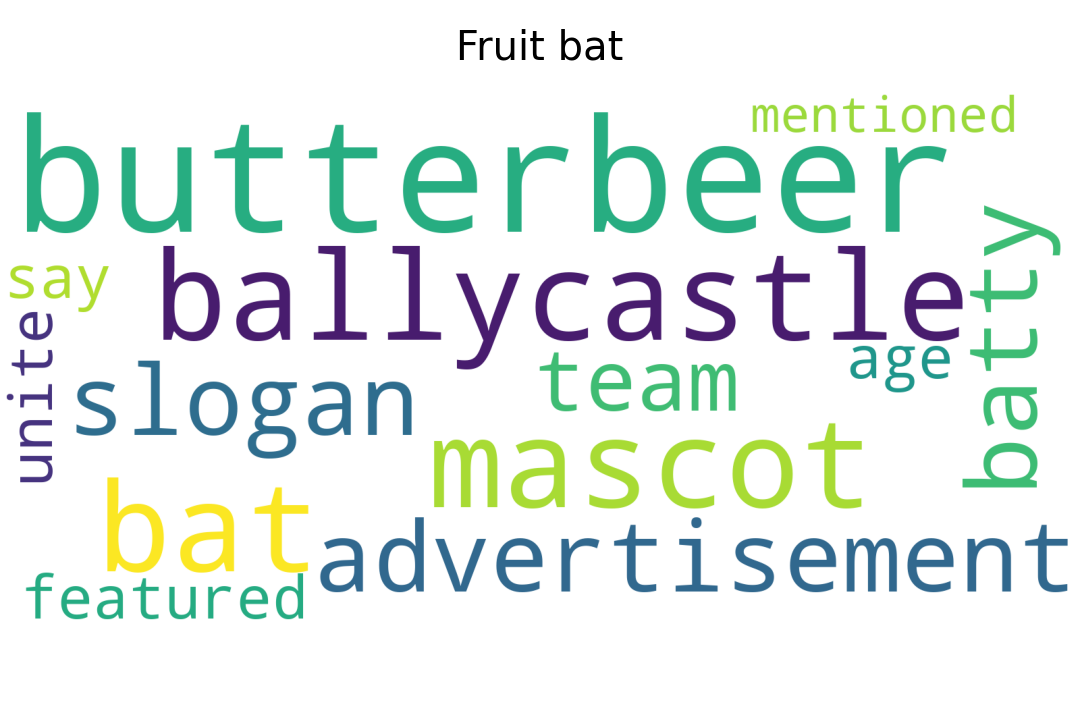 Fruit bat
mentioned
butterbeer
batty
say
ballycastle
unite
age
team
slogan
mascot
bat
advertisement
featured